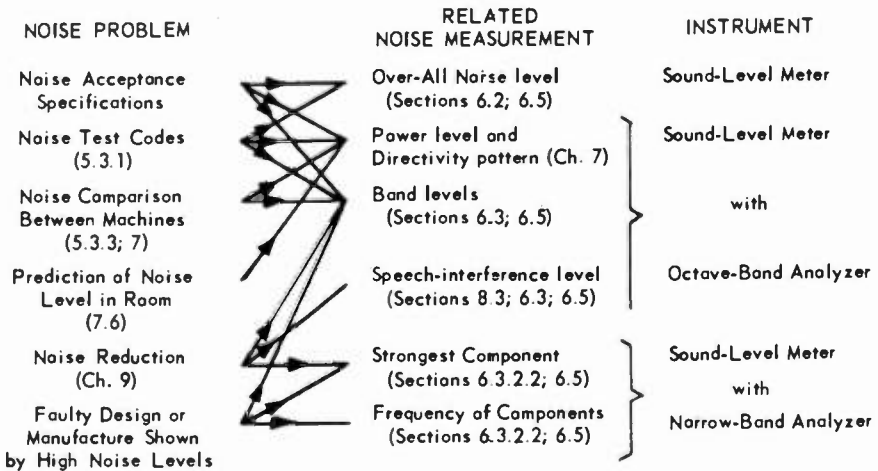 NOISE PROBLEM
RELATED
NOISE MEASUREMENT
INSTRUMENT
Noise Acceptance
Specifications
Over-All Noise level
(Sections 6.2; 6.5)
Sound-Level Meter
Noise Test Codes
(5.3.1)
Power level and
Directivity pattern (Ch. 7)
Sound-Level Meter
Noise Comparison
Between Machines
(5.3.3; 7)
Band levels
(Sections 6.3; 6.5)
with
Prediction of Noise
Level in Room
(7.6)
Speech-interference level
(Sections 8.3; 6.3; 6.5)
Octave-Band Analyzer
Noise Reduction
(Ch. 9)
Strongest Component
(Sections 6.3.2.2; 6.5)
Sound-Level Meter
with
Faulty Design or
Manufacture Shown
by High Noise Levels
Frequency of Components
(Sections 6.3.2.2; 6.5)
Narrow-Band Analyzer